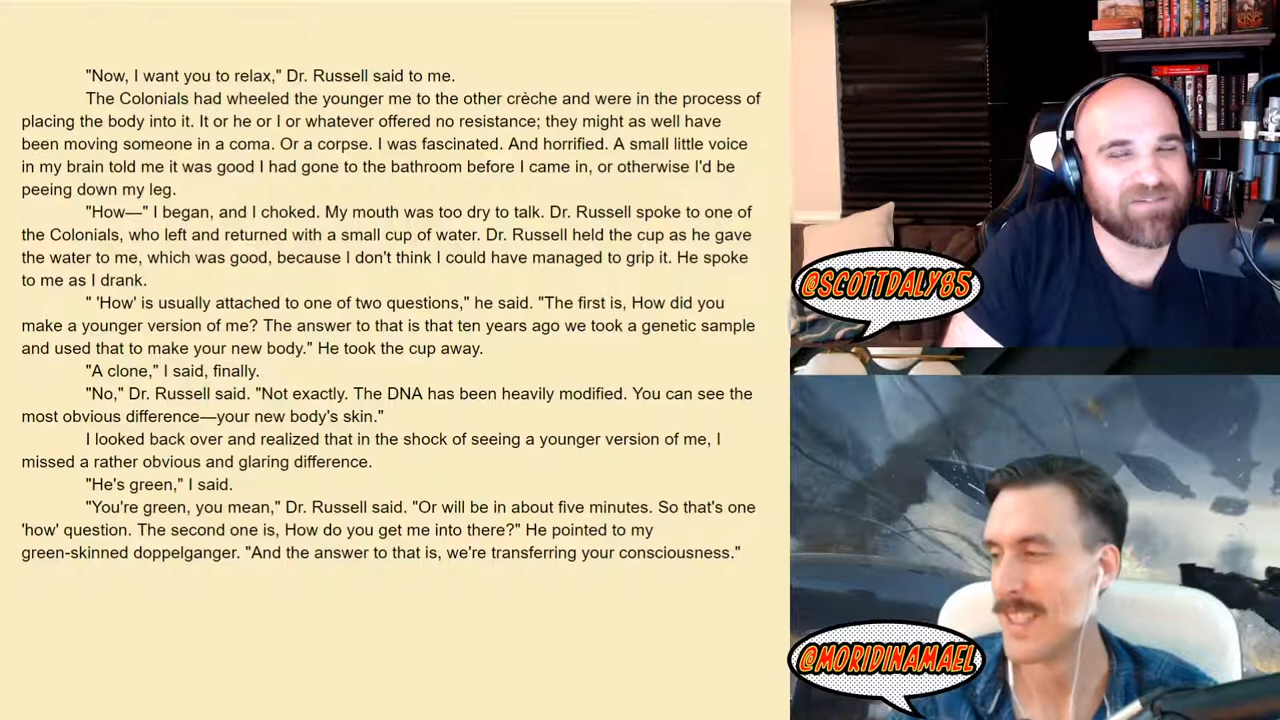 "Now, I want you to relax," Dr. Russell said to me.
The Colonials had wheeled the younger me to the other crèche and were in the process of
placing the body into it. It or he or I or whatever offered no resistance; they might as well have
been moving someone in a coma. Or a corpse. I was fascinated. And horrified. A small little voice
in my brain told me it was good I had gone to the bathroom before I came in, or otherwise I'd be
peeing down my leg.
"How—" I began, and I choked. My mouth was too dry to talk. Dr. Russell spoke to one of
the Colonials, who left and returned with a small cup of water. Dr. Russell held the cup as he gave
the water to me, which was good, because I don't think I could have managed to grip it. He spoke
to me as I drank.
" 'How' is usually attached to one of two questions," he said. "The first is, How did you
make a younger version of me? The answer to that is that ten years ago we took a genetic sample
and used that to make your new body." He took the cup away.
"A clone," I said, finally.
"No," Dr. Russell said. "Not exactly. The DNA has been heavily modified. You can see the
most obvious difference—your new body's skin."
I looked back over and realized that in the shock of seeing a younger version of me, I
missed a rather obvious and glaring difference.
"He's green," I said.
"You're green, you mean," Dr. Russell said. "Or will be in about five minutes. So that's one
'how' question. The second one is, How do you get me into there?" He pointed to my
green-skinned doppelganger. "And the answer to that is, we're transferring your consciousness."
@SCOTTDALY85
@MORIDINAMAEL